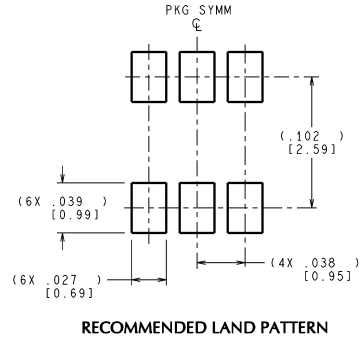 PKG SYMM
℄
(.102 )
[2.59]
(6X .039 )
[0.99]
(6X .027 )
[0.69]
(4X .038 )
[0.95]
RECOMMENDED LAND PATTERN